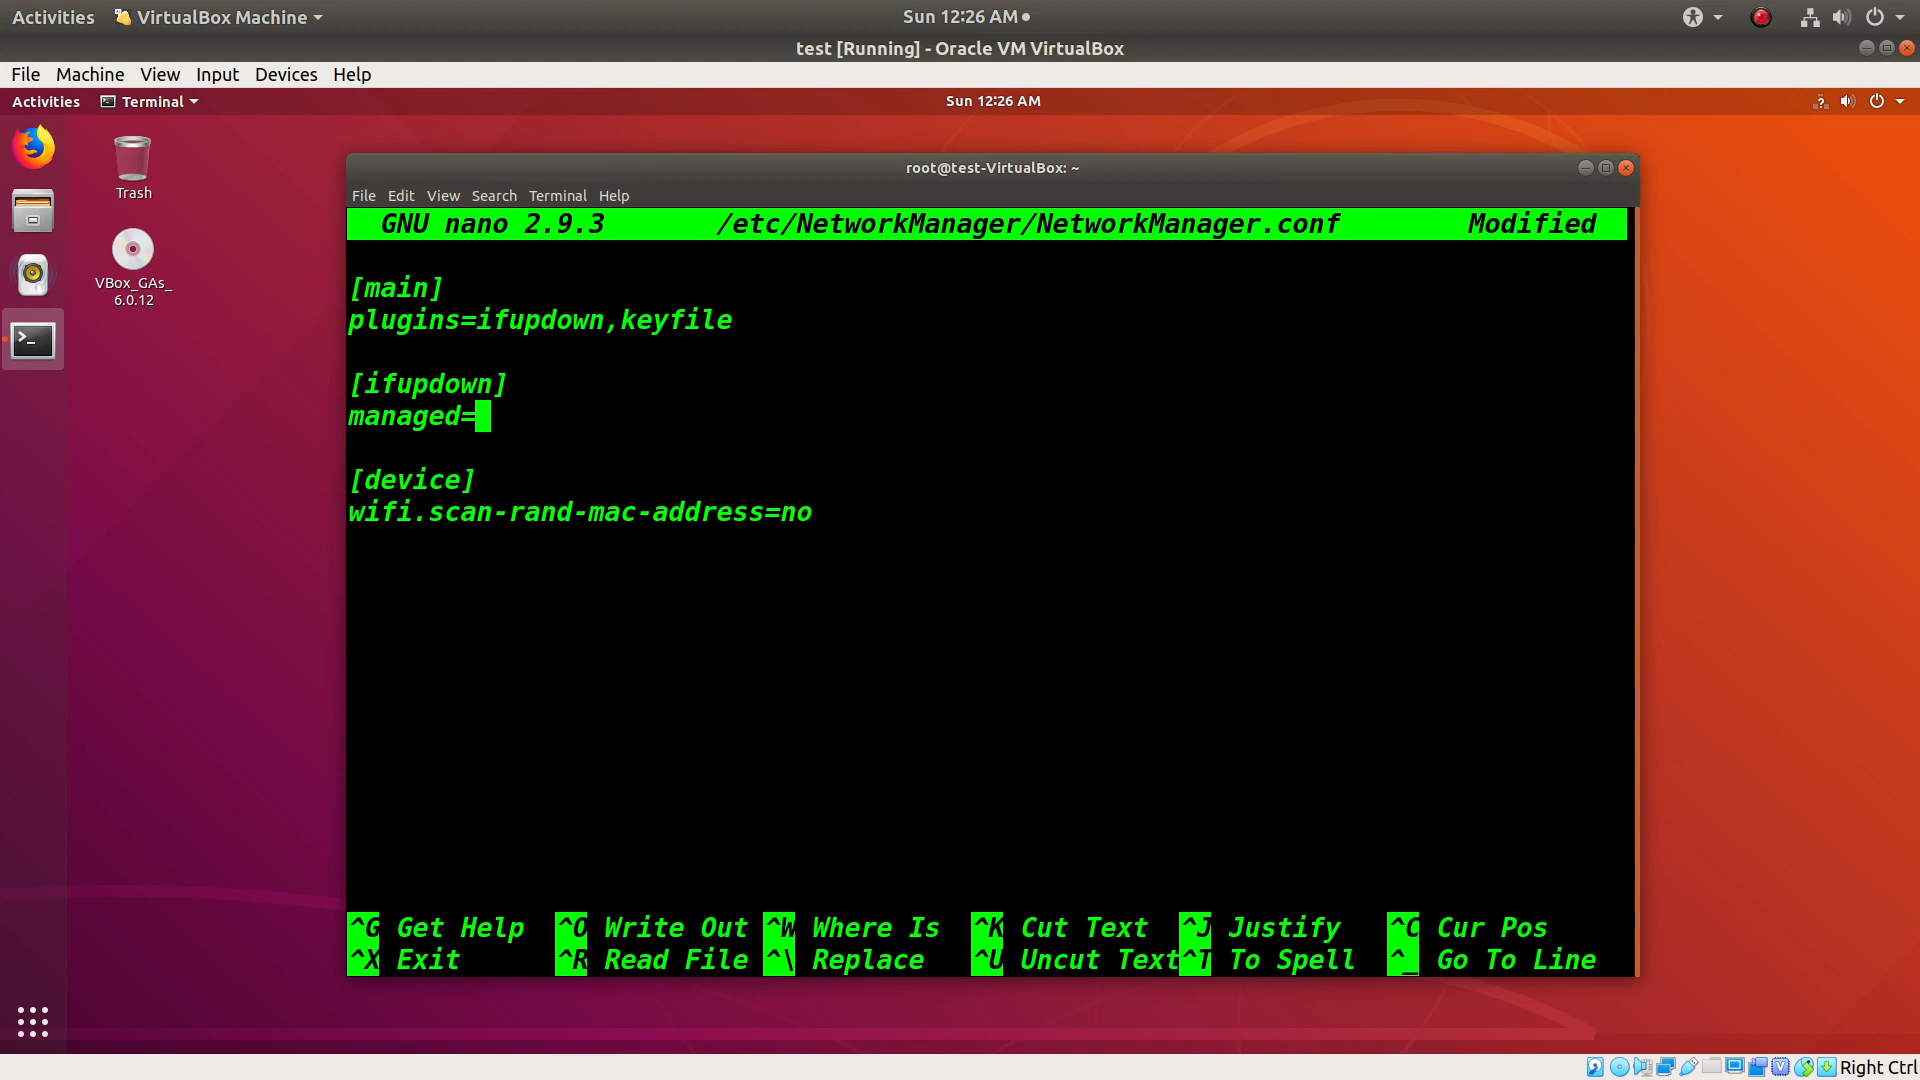 Activities VirtualBox Machine Sun 12:26 AM
test [Running] - Oracle VM VirtualBox
File Machine View Input Devices Help
Activities Terminal Sun 12:26 AM
Trash
VBox_GAs_
6.0.12
root@test-VirtualBox: ~
File Edit View Search Terminal Help
GNU nano 2.9.3 /etc/NetworkManager/NetworkManager.conf Modified
[main]
plugins=ifupdown,keyfile
[ifupdown]
managed=
[device]
wifi.scan-rand-mac-address=no
^G Get Help ^O Write Out ^W Where Is ^K Cut Text ^J Justify ^C Cur Pos
^X Exit ^R Read File ^\ Replace ^U Uncut Text ^T To Spell ^_ Go To Line
Right Ctrl